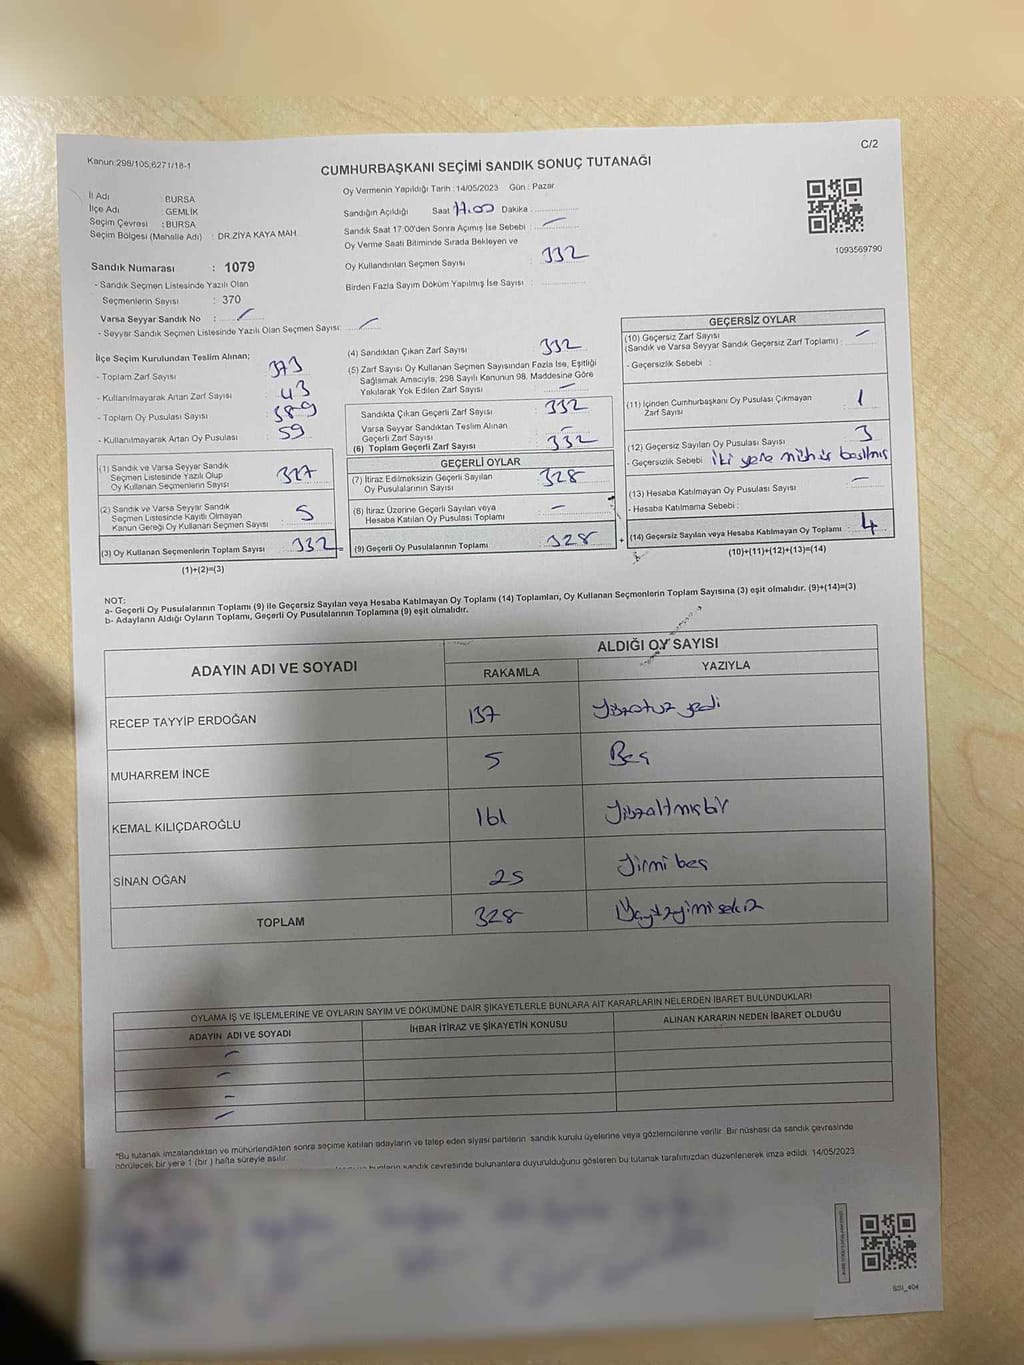 C/2
Kanun:298/105,6271/18-1
CUMHURBAŞKANI SEÇİMİ SANDIK SONUÇ TUTANAĞI
İl Adı : BURSA
İlçe Adı : GEMLİK
Seçim Çevresi : BURSA
Seçim Bölgesi (Mahalle Adı) : DR.ZİYA KAYA MAH.
Oy Vermenin Yapıldığı Tarih : 14/05/2023 Gün : Pazar
Sandığın Açıldığı Saat Dakika
Sandık Saat 17:00'den Sonra Açımış İse Sebebi : —
Oy Verme Saati Bitiminde Sırada Bekleyen ve
Oy Kullandırılan Seçmen Sayısı : 332
Birden Fazla Sayım Döküm Yapılmış İse Sayısı :
1093569790
Sandık Numarası : 1079
- Sandık Seçmen Listesinde Yazılı Olan
Seçmenlerin Sayısı : 370
Varsa Seyyar Sandık No : —
- Seyyar Sandık Seçmen Listesinde Yazılı Olan Seçmen Sayısı: —
İlçe Seçim Kurulundan Teslim Alınan;
- Toplam Zarf Sayısı 373
- Kullanılmayarak Artan Zarf Sayısı 43
- Toplam Oy Pusulası Sayısı 389
- Kullanılmayarak Artan Oy Pusulası 59
(1) Sandık ve Varsa Seyyar Sandık
Seçmen Listesinde Yazılı Olup
Oy Kullanan Seçmenlerin Sayısı 327
(2) Sandık ve Varsa Seyyar Sandık
Seçmen Listesinde Kayıtlı Olmayan
Kanun Gereği Oy Kullanan Seçmen Sayısı 5
(3) Oy Kullanan Seçmenlerin Toplam Sayısı 332
(1)+(2)=(3)
(4) Sandıktan Çıkan Zarf Sayısı 332
(5) Zarf Sayısı Oy Kullanan Seçmen Sayısından Fazla İse, Eşitliği
Sağlamak Amacıyla, 298 Sayılı Kanunun 98. Maddesine Göre
Yakılarak Yok Edilen Zarf Sayısı —
Sandıkta Çıkan Geçerli Zarf Sayısı 332
Varsa Seyyar Sandıktan Teslim Alınan
Geçerli Zarf Sayısı —
(6) Toplam Geçerli Zarf Sayısı 332
GEÇERLİ OYLAR
(7) İtiraz Edilmeksizin Geçerli Sayılan
Oy Pusulalarının Sayısı 328
(8) İtiraz Üzerine Geçerli Sayılan veya
Hesaba Katılan Oy Pusulası Toplamı —
(9) Geçerli Oy Pusulalarının Toplamı 328
GEÇERSİZ OYLAR
(10) Geçersiz Zarf Sayısı
(Sandık ve Varsa Seyyar Sandık Geçersiz Zarf Toplamı) : —
- Geçersizlik Sebebi :
(11) İçinden Cumhurbaşkanı Oy Pusulası Çıkmayan
Zarf Sayısı 1
(12) Geçersiz Sayılan Oy Pusulası Sayısı 3
- Geçersizlik Sebebi iki yere mühür basılmış
(13) Hesaba Katılmayan Oy Pusulası Sayısı —
- Hesaba Katılmama Sebebi :
+ (14) Geçersiz Sayılan veya Hesaba Katılmayan Oy Toplamı 4
(10)+(11)+(12)+(13)=(14)
NOT:
a- Geçerli Oy Pusulalarının Toplamı (9) ile Geçersiz Sayılan veya Hesaba Katılmayan Oy Toplamı (14) Toplamları, Oy Kullanan Seçmenlerin Toplam Sayısına (3) eşit olmalıdır. (9)+(14)=(3)
b- Adayların Aldığı Oyların Toplamı, Geçerli Oy Pusulalarının Toplamına (9) eşit olmalıdır.
ADAYIN ADI VE SOYADI
ALDIĞI OY SAYISI
RAKAMLA YAZIYLA
RECEP TAYYİP ERDOĞAN 137 yüzotuz yedi
MUHARREM İNCE 5 Beş
KEMAL KILIÇDAROĞLU 161 yüzaltmışbir
SİNAN OĞAN 25 yirmi beş
TOPLAM 328
OYLAMA İŞ VE İŞLEMLERİNE VE OYLARIN SAYIM VE DÖKÜMÜNE DAİR ŞİKAYETLERLE BUNLARA AİT KARARLARIN NELERDEN İBARET BULUNDUKLARI
ADAYIN ADI VE SOYADI İHBAR İTİRAZ VE ŞİKAYETİN KONUSU ALINAN KARARIN NEDEN İBARET OLDUĞU
—
—
—
—
*Bu tutanak imzalandıktan ve mühürlendikten sonra seçime katılan adayların ve talep eden siyasi partilerin sandık kurulu üyelerine veya gözlemcilerine verilir. Bir nüshası da sandık çevresinde
görülecek bir yere 1 (bir ) hafta süreyle asılır.
bunların sandık çevresinde bulunanlara duyurulduğunu gösteren bu tutanak tarafımızdan düzenlenerek imza edildi. 14/05/2023
SSI_404